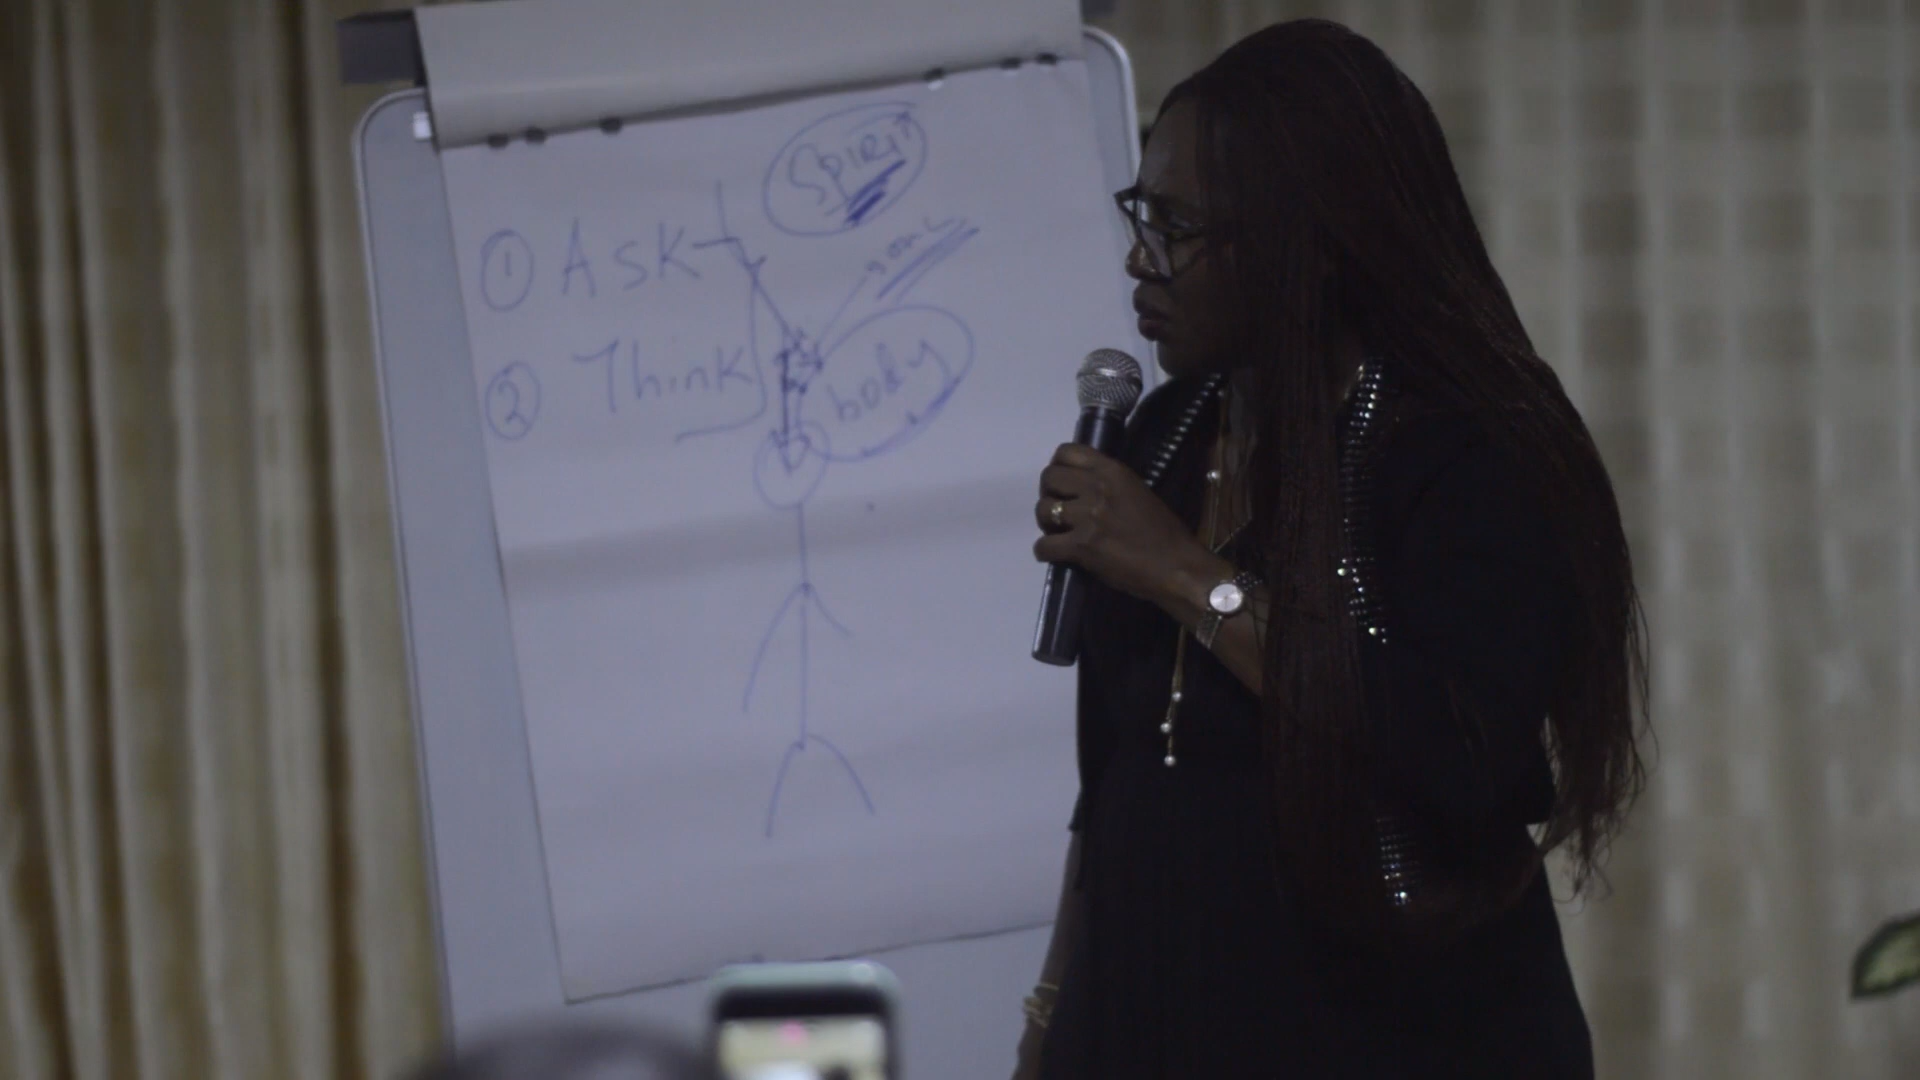 Spirit
① Ask
soul
② Think
body